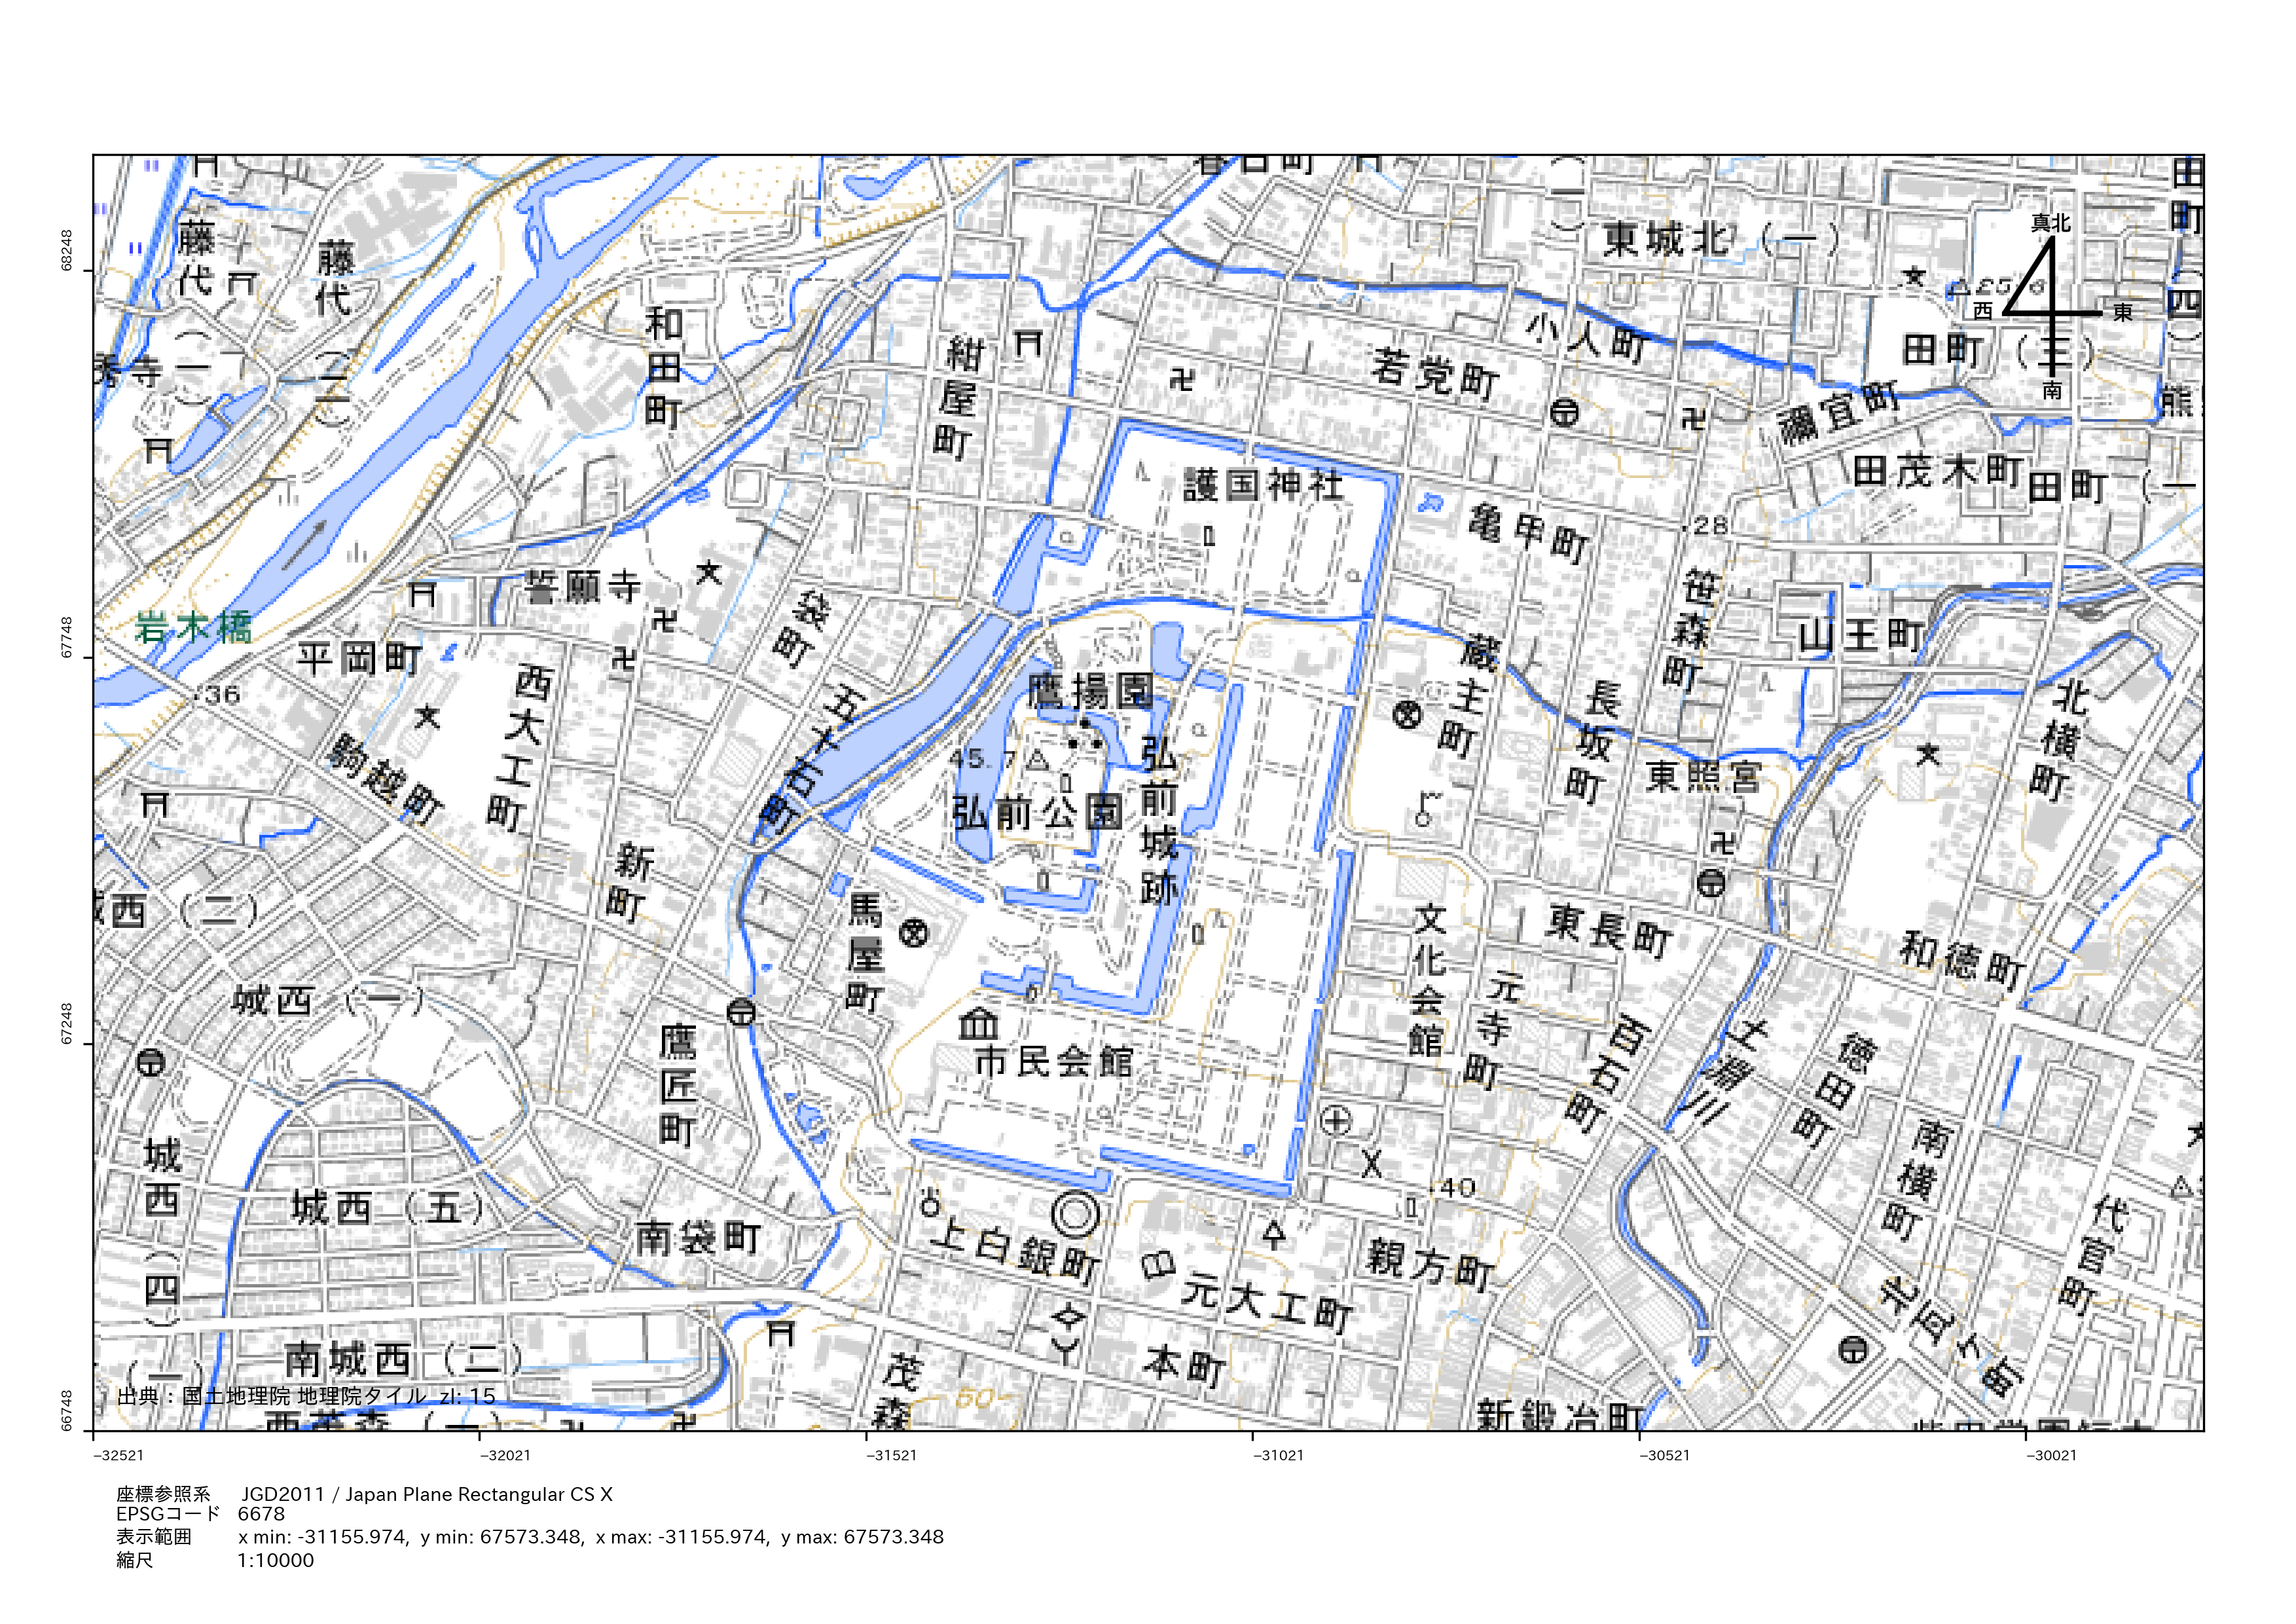 春日町
田町
(四)
藤代
藤代
(一)
(二)
東城北 (一)
真北
西
東
南
和田町
紺屋町
小人町
若党町
田町 (三)
禰宜町
熊
秀寺
田茂木町
田町 (一
護国神社
亀甲町
28
岩木橋
誓願寺
袋町
笹森町
平岡町
36
西大工町
蔵主町
長坂町
山王町
五十石町
鷹揚園
北横町
45.7
弘前城跡
弘前公園
東照宮
駒越町
新町
馬屋町
城西 (二)
文化会館
東長町
和徳町
城西 (一)
元寺町
百石町
土淵川
徳田町
鷹匠町
市民会館
城西 (四)
城西 (五)
南袋町
南横町
40
上白銀町
元大工町
親方町
代官町
北瓦ケ町
南城西 (二)
(一)
本町
茂森
50
新鍛冶町
出典：国土地理院 地理院タイル zl: 15
68248
67748
67248
66748
−32521
−32021
−31521
−31021
−30521
−30021
座標参照系 JGD2011 / Japan Plane Rectangular CS X
EPSGコード 6678
表示範囲 x min: -31155.974, y min: 67573.348, x max: -31155.974, y max: 67573.348
縮尺 1:10000